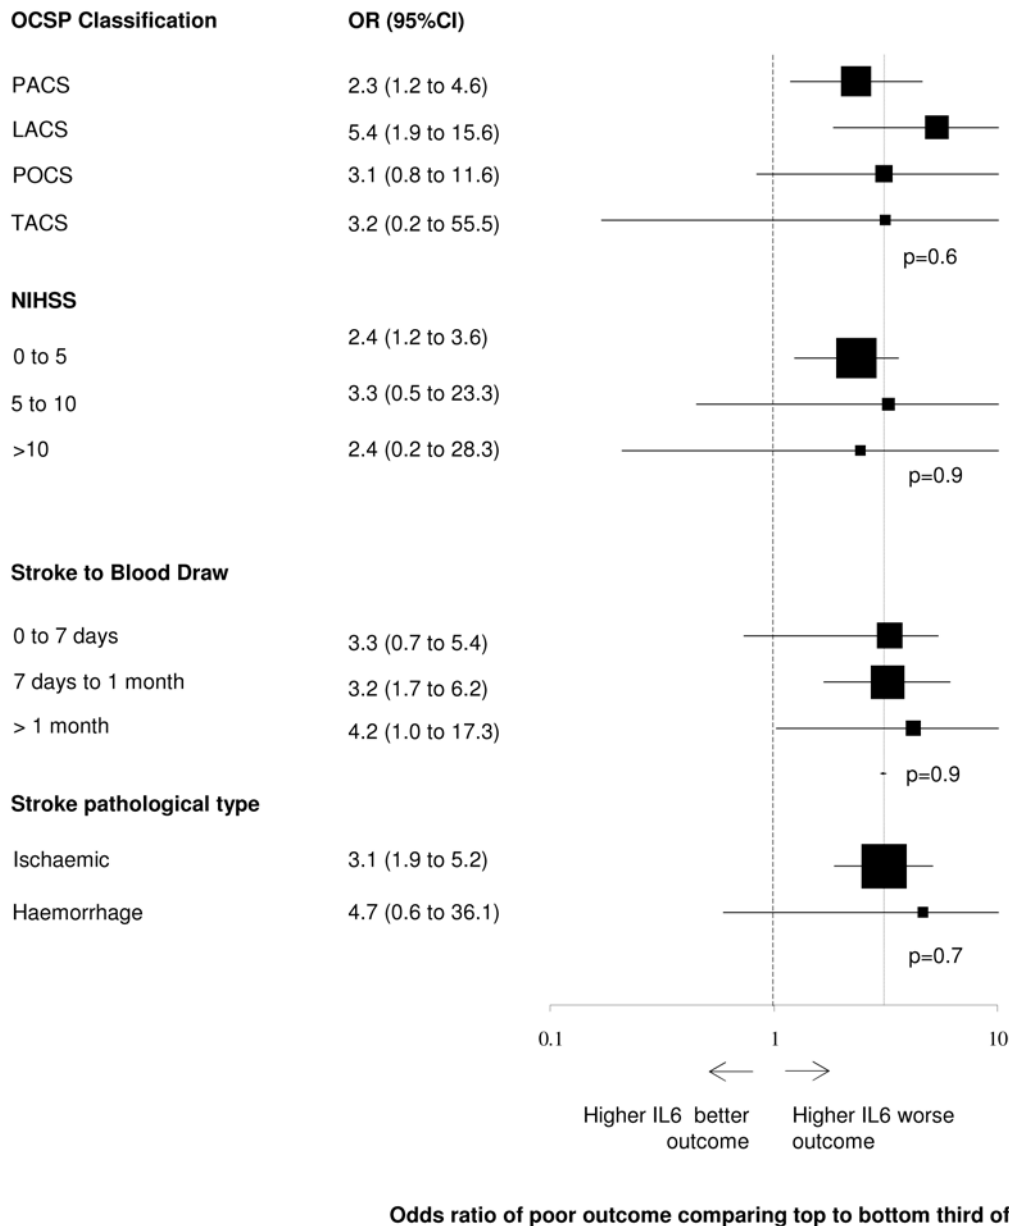 OCSP Classification OR (95%CI)
PACS 2.3 (1.2 to 4.6)
LACS 5.4 (1.9 to 15.6)
POCS 3.1 (0.8 to 11.6)
TACS 3.2 (0.2 to 55.5)
p=0.6
NIHSS
0 to 5 2.4 (1.2 to 3.6)
5 to 10 3.3 (0.5 to 23.3)
>10 2.4 (0.2 to 28.3)
p=0.9
Stroke to Blood Draw
0 to 7 days 3.3 (0.7 to 5.4)
7 days to 1 month 3.2 (1.7 to 6.2)
> 1 month 4.2 (1.0 to 17.3)
p=0.9
Stroke pathological type
Ischaemic 3.1 (1.9 to 5.2)
Haemorrhage 4.7 (0.6 to 36.1)
p=0.7
0.1 1 10
Higher IL6 better
outcome
Higher IL6 worse
outcome
Odds ratio of poor outcome comparing top to bottom third of